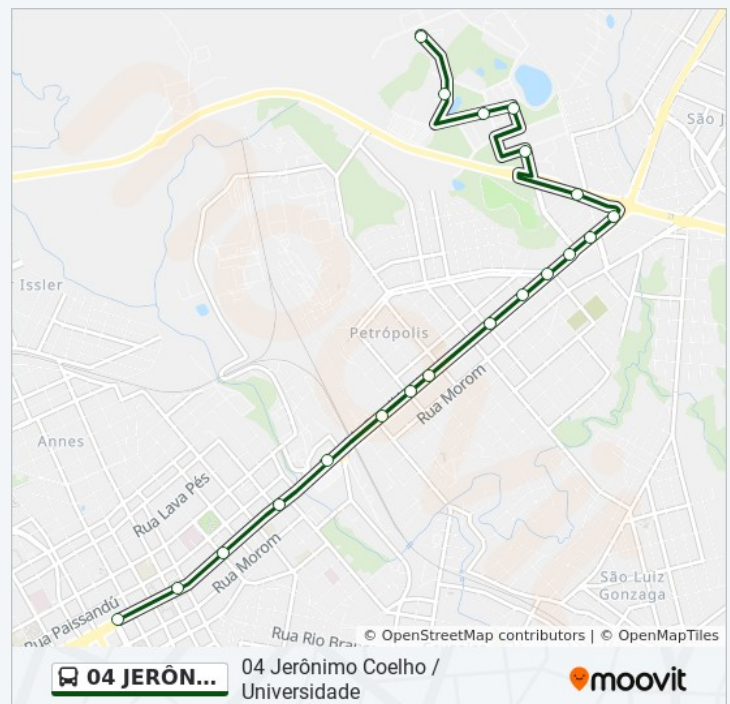 São J
Issler
Petrópolis
Rua Morom
Annes
Rua Lava Pés
Rua Morom
São Luiz
Gonzaga
Rua Paissandú
Rua Rio Bra
© OpenStreetMap contributors | © OpenMapTiles
04 JERÔN...
04 Jerônimo Coelho /
Universidade
moovit